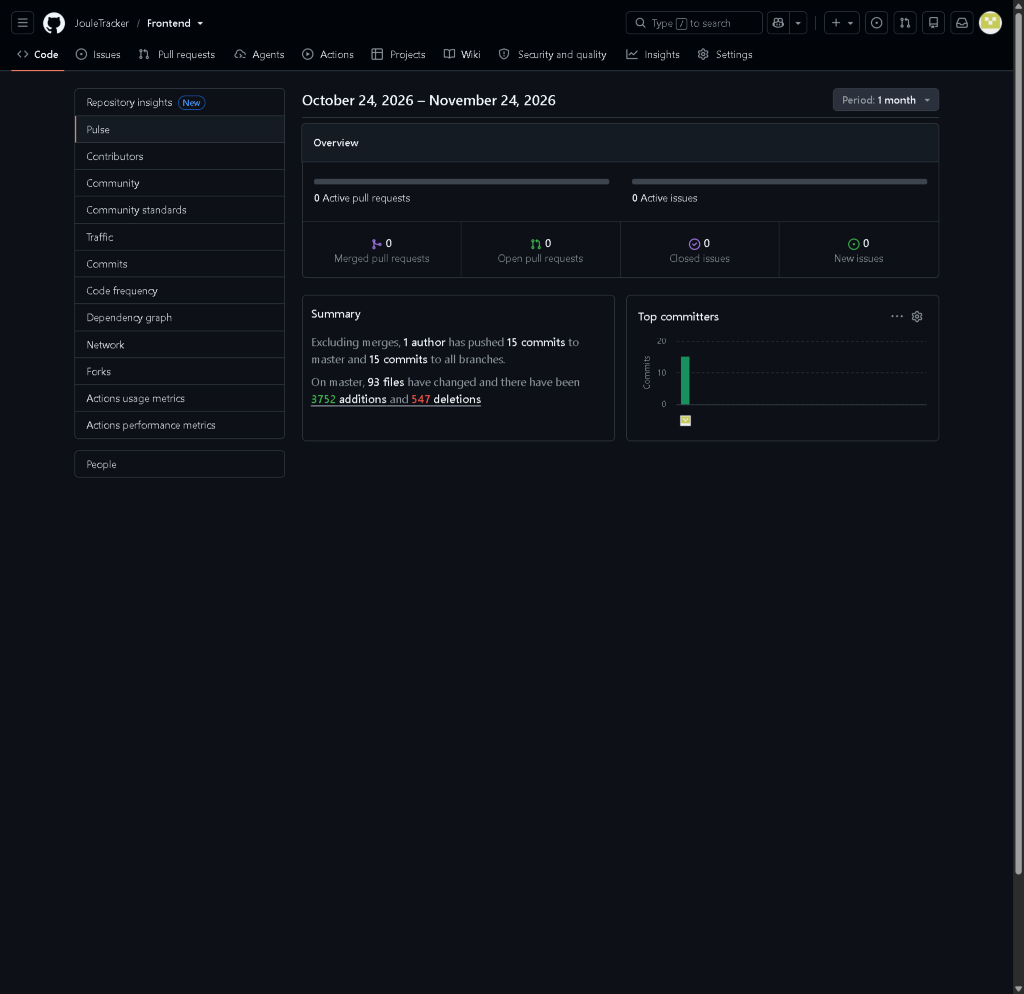 JouleTracker / Frontend
Type / to search
Code Issues Pull requests Agents Actions Projects Wiki Security and quality Insights Settings
Repository insights New
Pulse
Contributors
Community
Community standards
Traffic
Commits
Code frequency
Dependency graph
Network
Forks
Actions usage metrics
Actions performance metrics
People
October 24, 2026 – November 24, 2026
Period: 1 month
Overview
0 Active pull requests
0 Active issues
0
Merged pull requests
0
Open pull requests
0
Closed issues
0
New issues
Summary
Excluding merges, 1 author has pushed 15 commits to
master and 15 commits to all branches.
On master, 93 files have changed and there have been
3752 additions and 547 deletions
Top committers
20
10
0
Commits